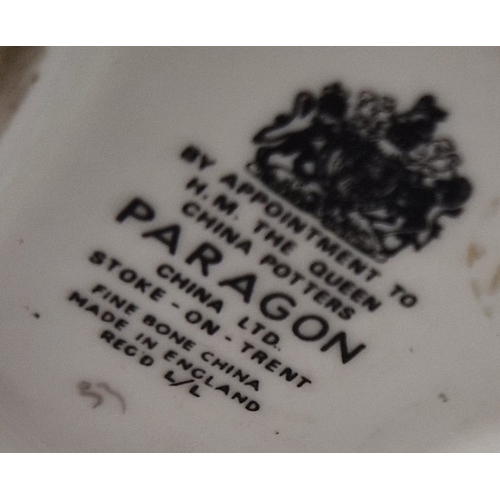 BY APPOINTMENT TO
H.M. THE QUEEN
CHINA POTTERS
PARAGON
CHINA LTD.
STOKE - ON - TRENT
FINE BONE CHINA
MADE IN ENGLAND
REG'D L/L
37